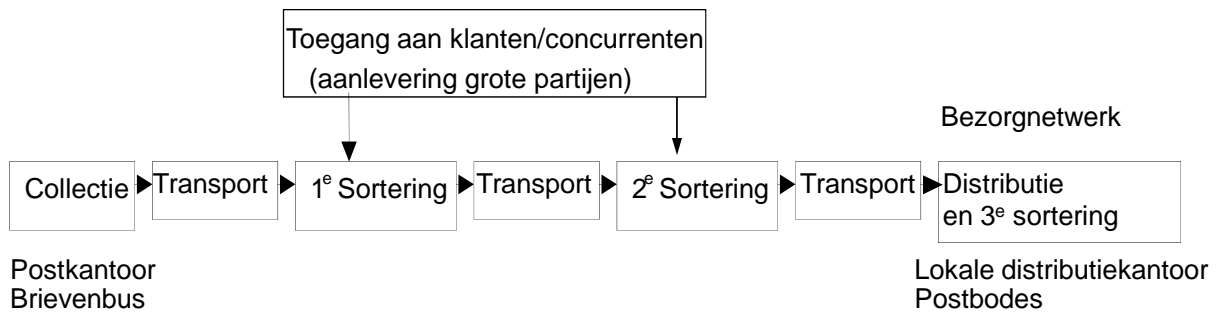 Toegang aan klanten/concurrenten
(aanlevering grote partijen)
Bezorgnetwerk
Collectie
Transport
1e Sortering
Transport
2e Sortering
Transport
Distributie
en 3e sortering
Postkantoor
Brievenbus
Lokale distributiekantoor
Postbodes